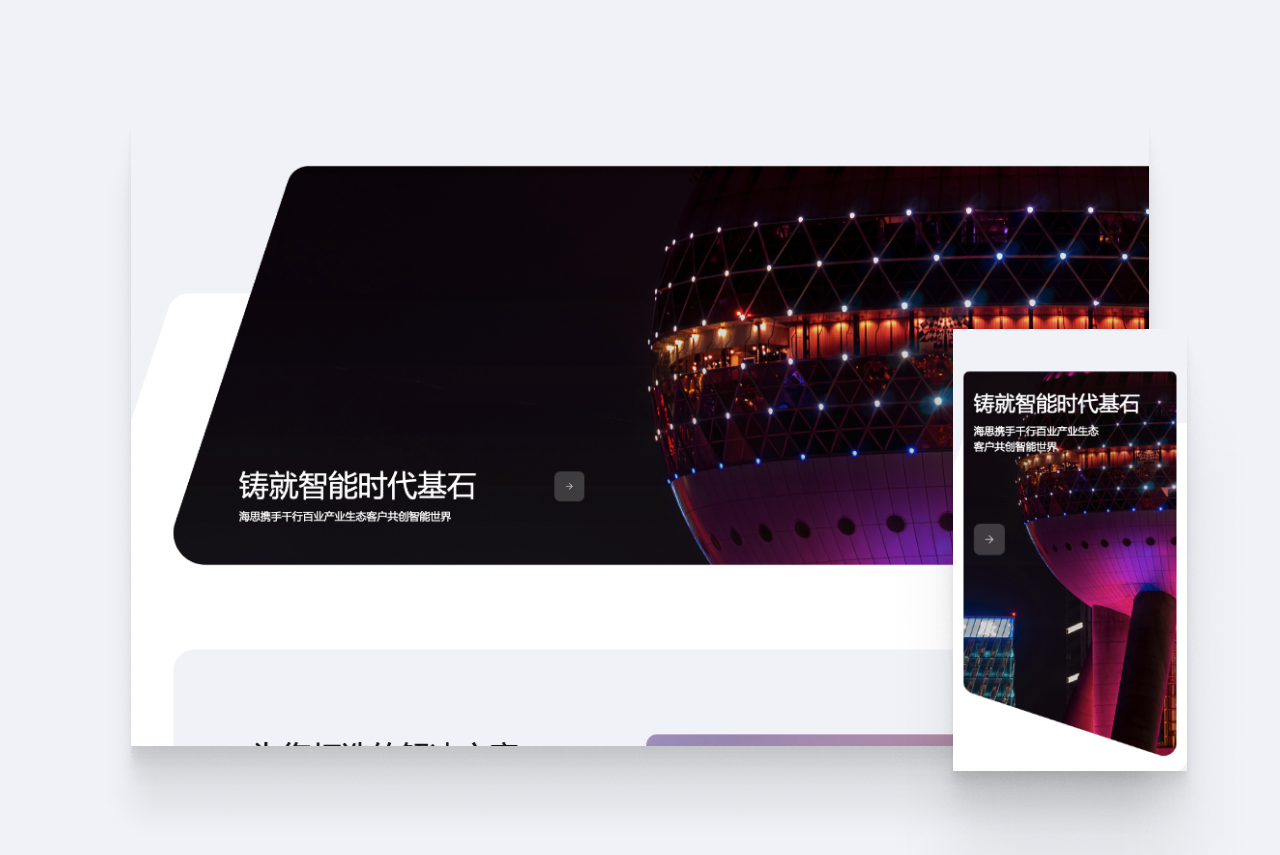 铸就智能时代基石
海思携手千行百业产业生态客户共创智能世界
铸就智能时代基石
海思携手千行百业产业生态
客户共创智能世界